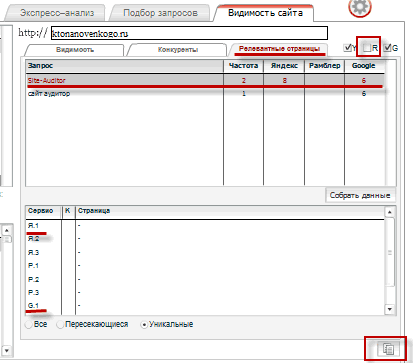 Экспресс–анализ Подбор запросов Видимость сайта
http:// ktonanovenkogo.ru
Видимость Конкуренты Релевантные страницы Y R G
Запрос Частота Яндекс Рамблер Google
Site-Auditor 2 8 6
сайт аудитор 1 6
Собрать данные
Сервис К Страница
Я.1 -
Я.2 -
Я.3 -
Р.1 -
Р.2 -
Р.3 -
G.1 -
Все Пересекающиеся Уникальные